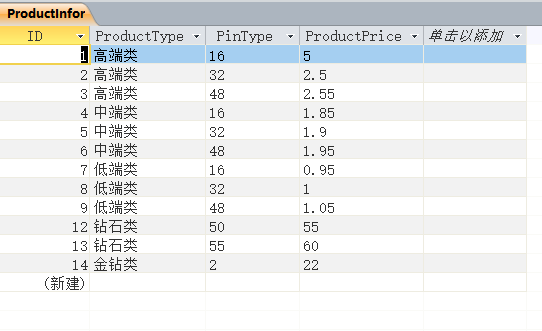 ProductInfor
ID ProductType PinType ProductPrice 单击以添加
1 高端类 16 5
2 高端类 32 2.5
3 高端类 48 2.55
4 中端类 16 1.85
5 中端类 32 1.9
6 中端类 48 1.95
7 低端类 16 0.95
8 低端类 32 1
9 低端类 48 1.05
12 钻石类 50 55
13 钻石类 55 60
14 金钻类 2 22
(新建)